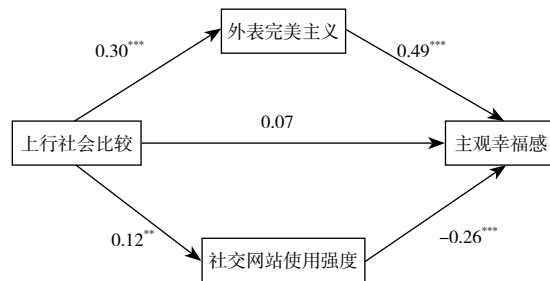 外表完美主义
0.30***
0.49***
0.07
上行社会比较
主观幸福感
0.12**
−0.26***
社交网站使用强度